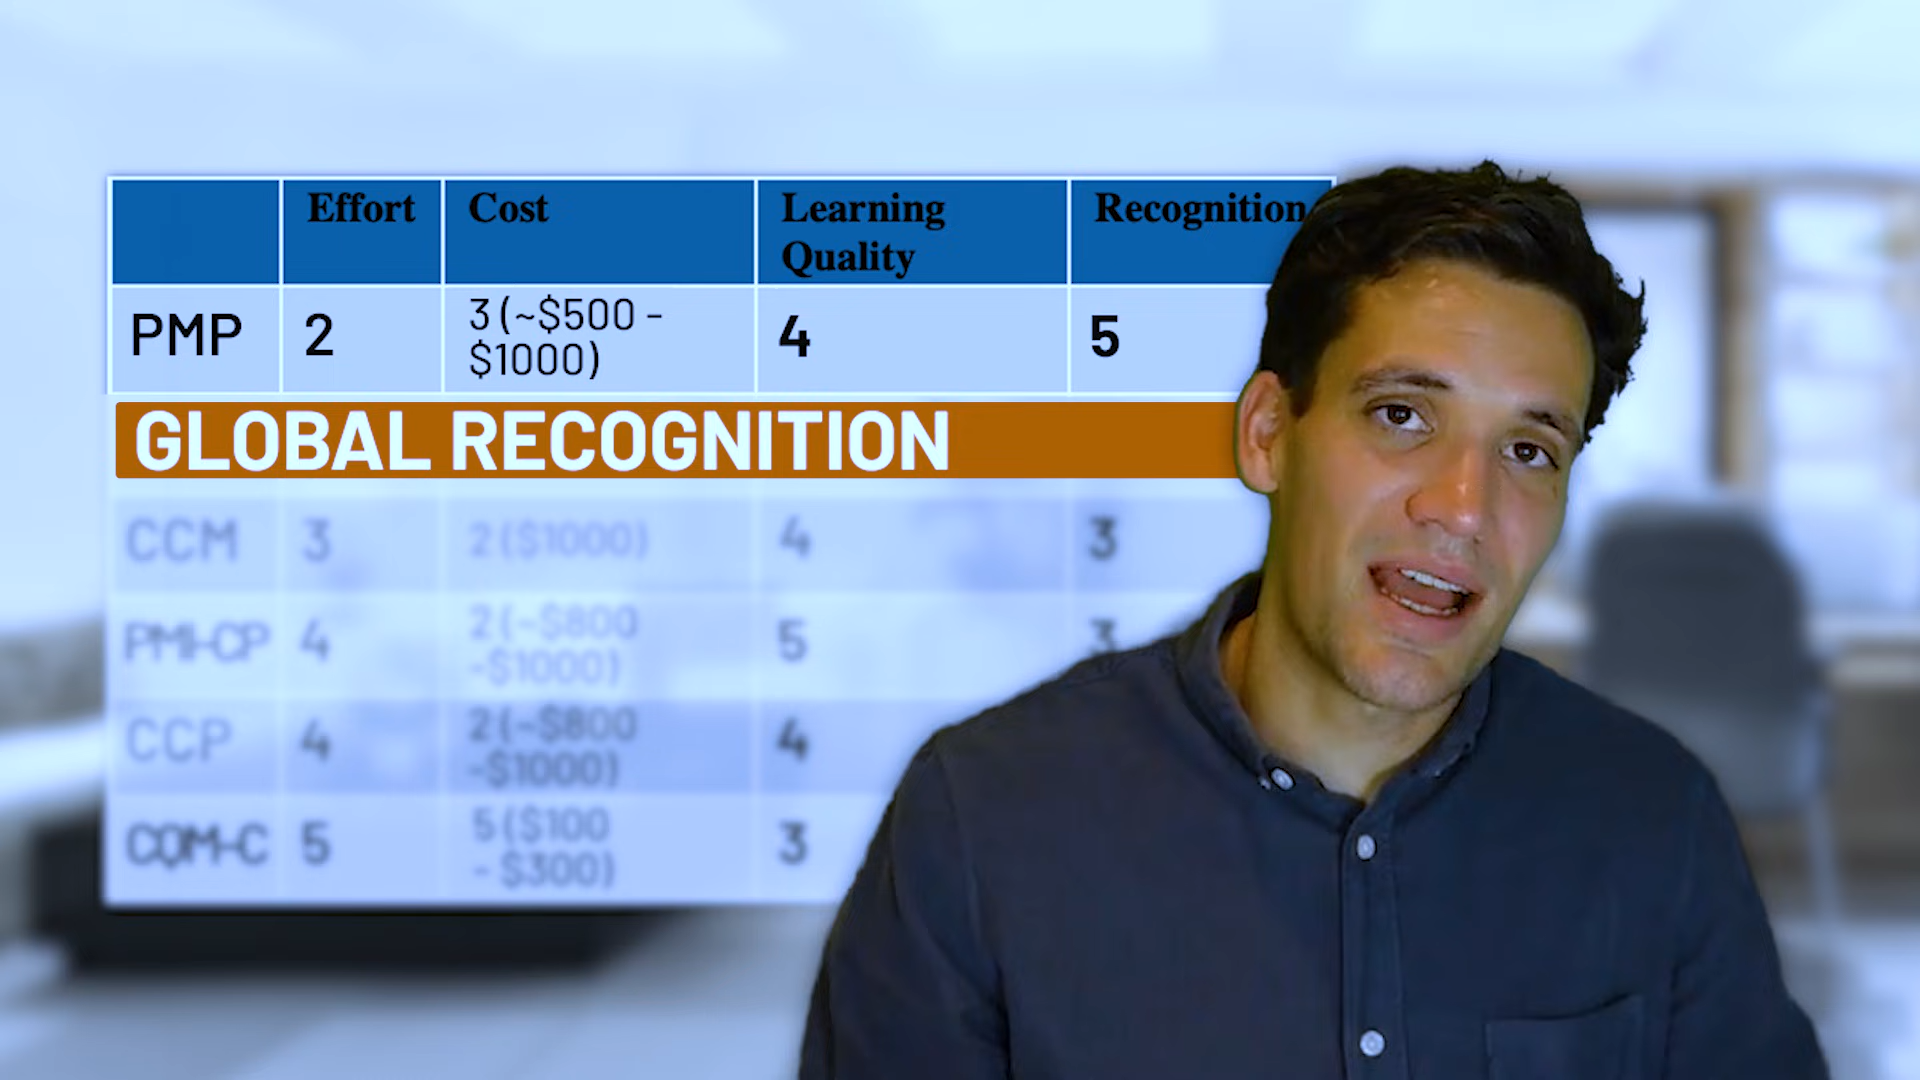 Effort Cost Learning Quality Recognition
PMP 2 3 (~$500 - $1000) 4 5
GLOBAL RECOGNITION
CCM 3 2 ($1000) 4 3
PMI-CP 4 2 (~$800 -$1000) 5 3
CCP 4 2 (~$800 -$1000) 4
CQM-C 5 5 ($100 - $300) 3